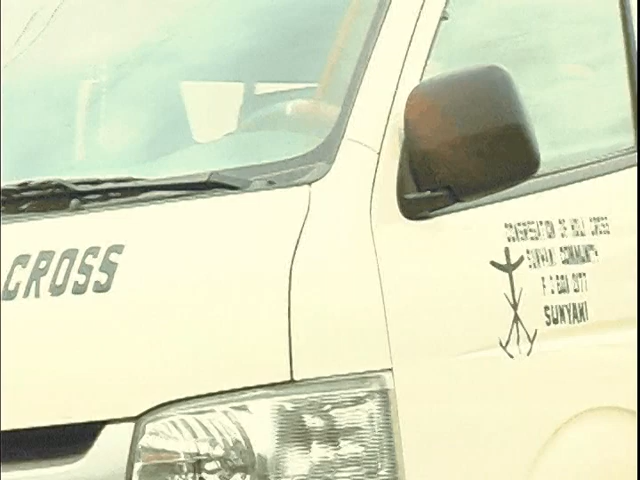 CROSS
CONGREGATION OF HOLY CROSS
SUNYANI COMMUNITY
SUNYANI